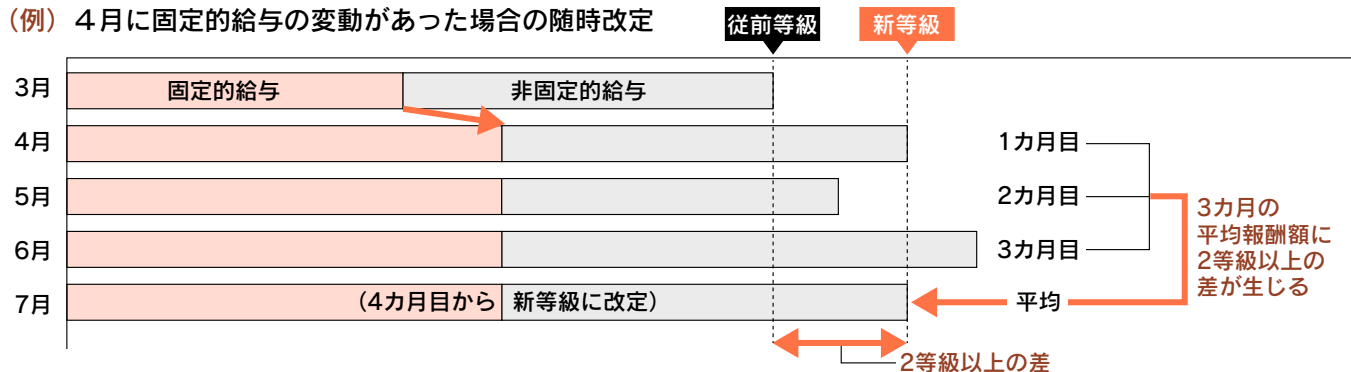 (例) 4月に固定的給与の変動があった場合の随時改定
従前等級
新等級
3月
固定的給与
非固定的給与
4月
1カ月目
5月
2カ月目
6月
3カ月目
3カ月の
平均報酬額に
2等級以上の
差が生じる
7月
(4カ月目から 新等級に改定)
平均
2等級以上の差